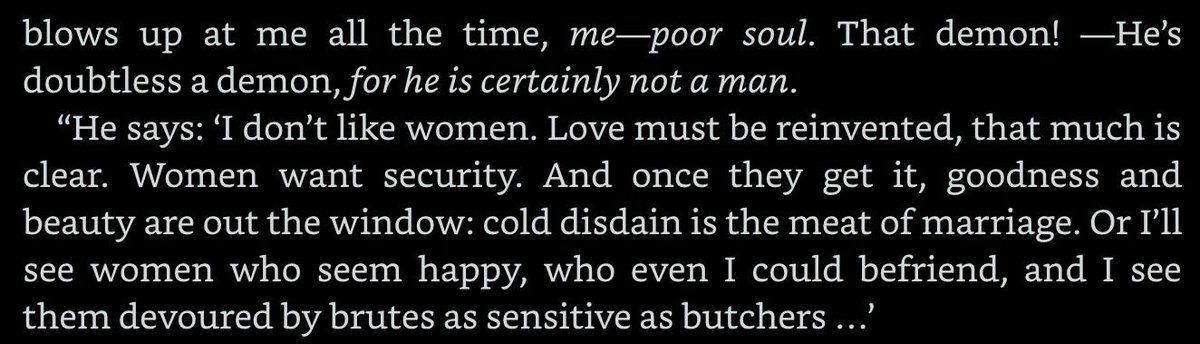 blows up at me all the time, me—poor soul. That demon! —He’s
doubtless a demon, for he is certainly not a man.
“He says: ‘I don’t like women. Love must be reinvented, that much is
clear. Women want security. And once they get it, goodness and
beauty are out the window: cold disdain is the meat of marriage. Or I’ll
see women who seem happy, who even I could befriend, and I see
them devoured by brutes as sensitive as butchers …’